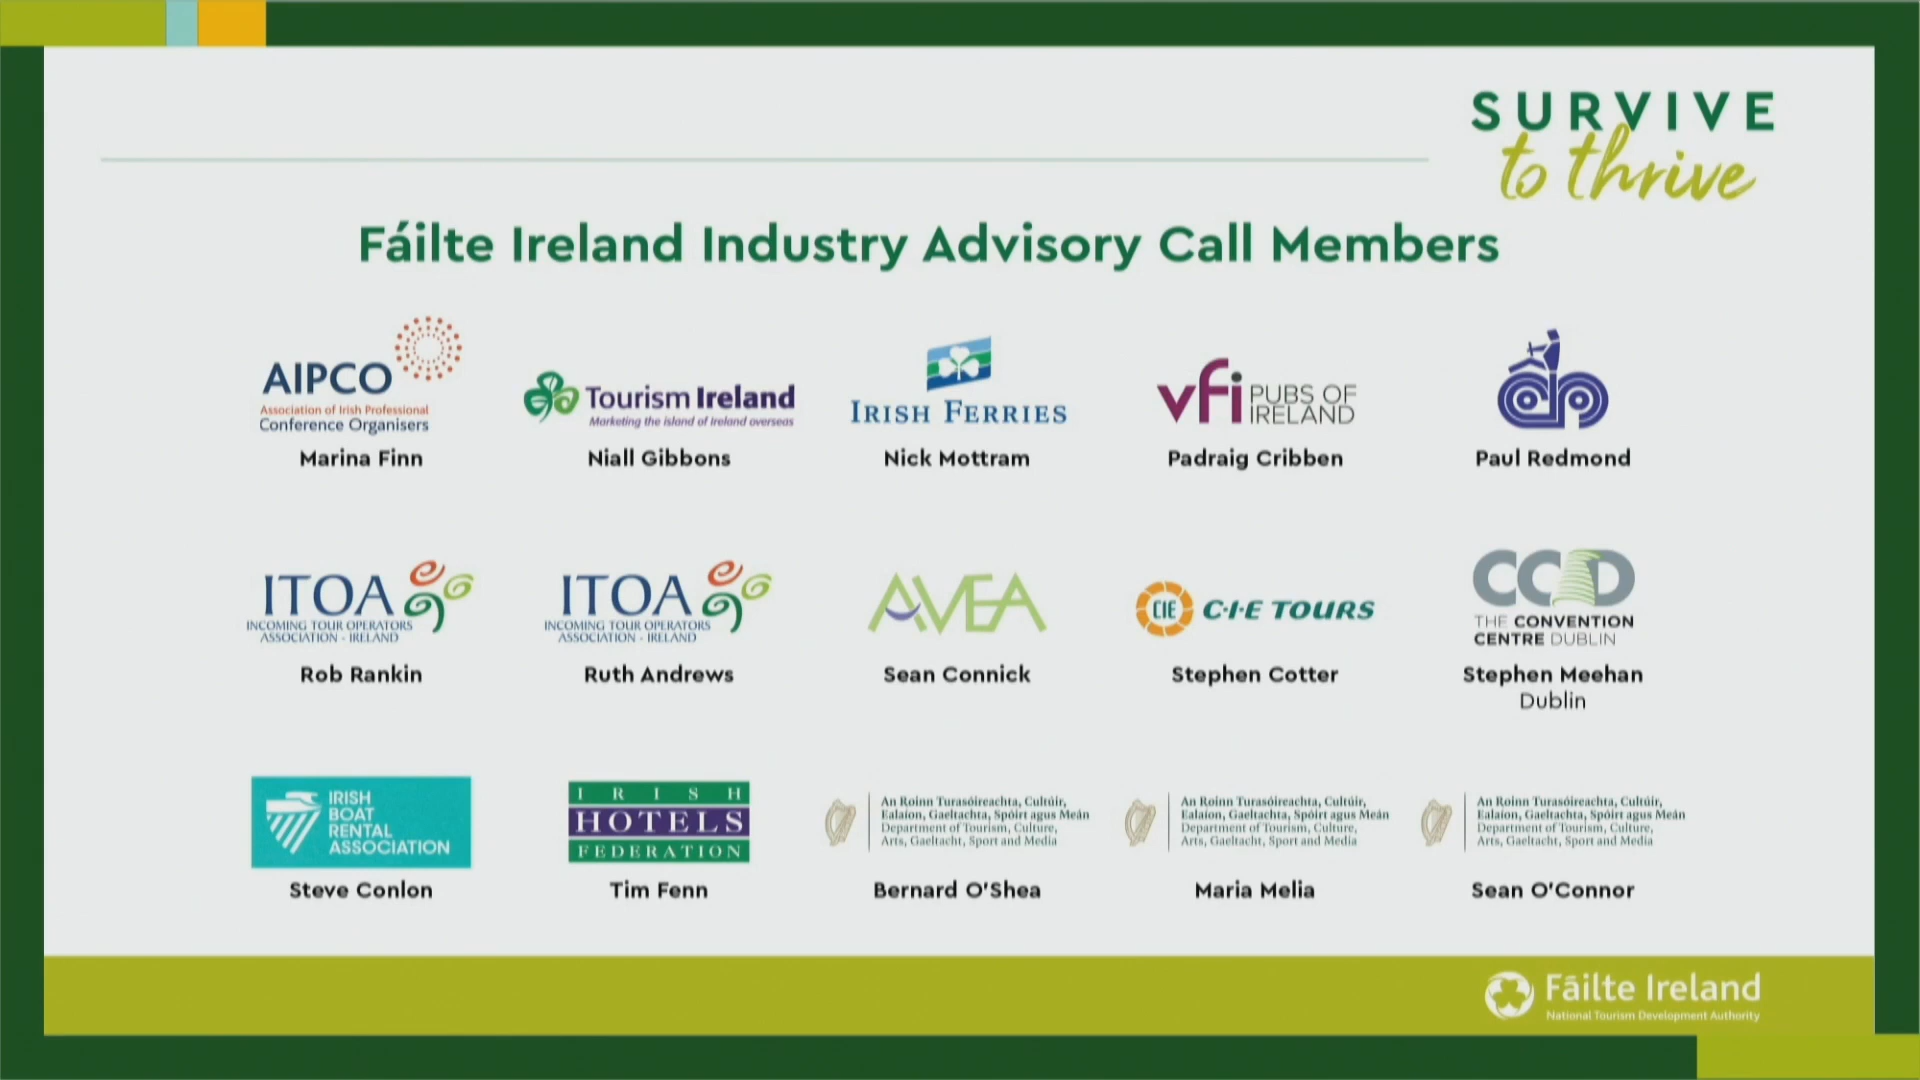 SURVIVE
to thrive
Fáilte Ireland Industry Advisory Call Members
AIPCO
Association of Irish Professional
Conference Organisers
Marina Finn
Tourism Ireland
Marketing the island of Ireland overseas
Niall Gibbons
IRISH FERRIES
Nick Mottram
vfi PUBS OF
IRELAND
Padraig Cribben
Paul Redmond
ITOA
INCOMING TOUR OPERATORS
ASSOCIATION - IRELAND
Rob Rankin
ITOA
INCOMING TOUR OPERATORS
ASSOCIATION - IRELAND
Ruth Andrews
AVEA
Sean Connick
CIE C·I·E TOURS
Stephen Cotter
CCD
THE CONVENTION
CENTRE DUBLIN
Stephen Meehan
Dublin
IRISH
BOAT
RENTAL
ASSOCIATION
Steve Conlon
IRISH
HOTELS
FEDERATION
Tim Fenn
An Roinn Turasóireachta, Cultúir,
Ealaíon, Gaeltachta, Spóirt agus Meán
Department of Tourism, Culture,
Arts, Gaeltacht, Sport and Media
Bernard O'Shea
An Roinn Turasóireachta, Cultúir,
Ealaíon, Gaeltachta, Spóirt agus Meán
Department of Tourism, Culture,
Arts, Gaeltacht, Sport and Media
Maria Melia
An Roinn Turasóireachta, Cultúir,
Ealaíon, Gaeltachta, Spóirt agus Meán
Department of Tourism, Culture,
Arts, Gaeltacht, Sport and Media
Sean O'Connor
Fáilte Ireland
National Tourism Development Authority